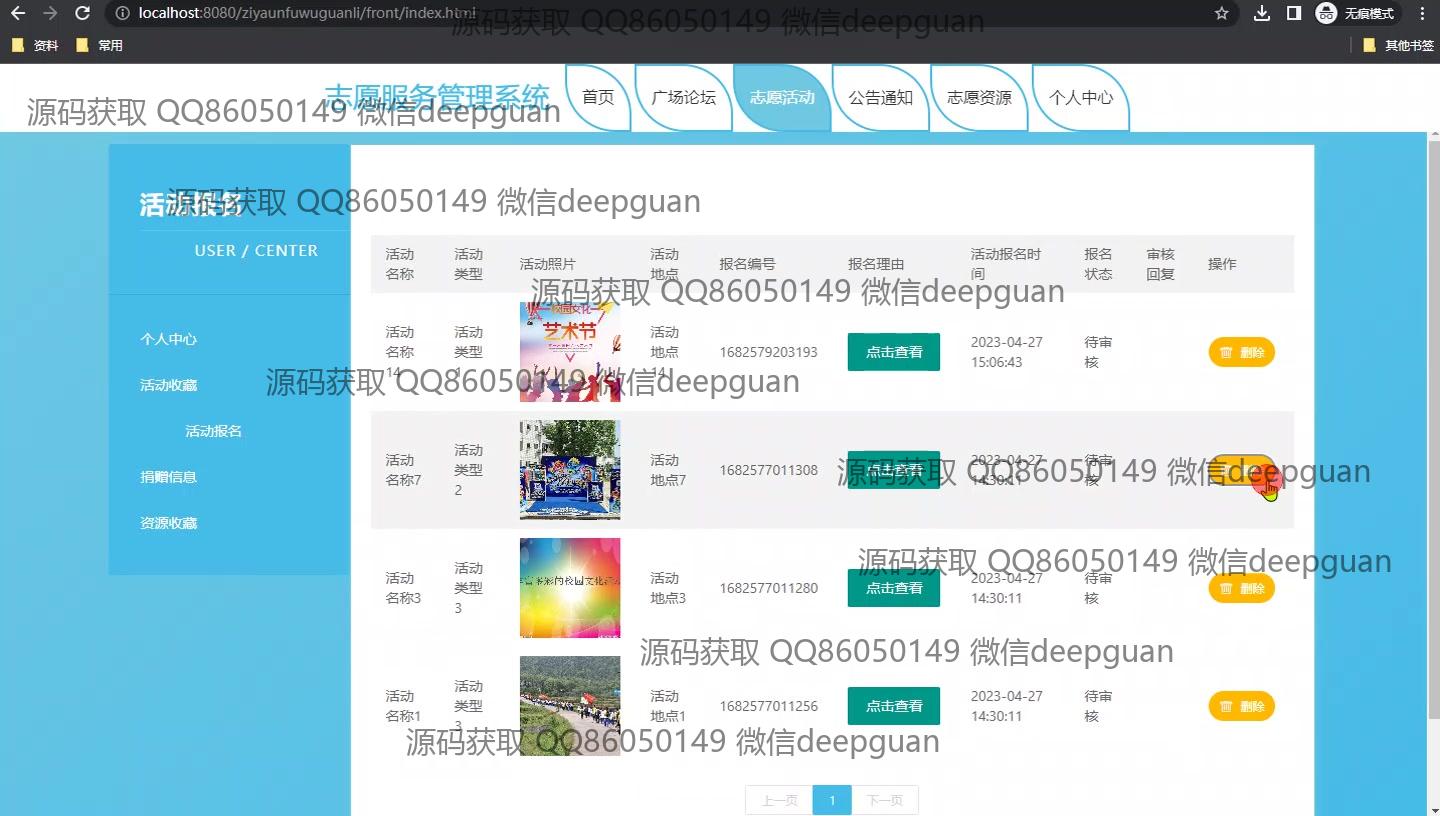 localhost:8080/ziyaunfuwuguanli/front/index.html
源码获取 QQ86050149 微信deepguan
无痕模式
资料
常用
其他书签
志愿服务管理系统
首页
广场论坛
志愿活动
公告通知
志愿资源
个人中心
源码获取 QQ86050149 微信deepguan
活动报名
源码获取 QQ86050149 微信deepguan
USER / CENTER
个人中心
活动收藏
活动报名
捐赠信息
资源收藏
活动
名称
活动
类型
活动照片
活动
地点
报名编号
报名理由
活动报名时
间
报名
状态
审核
回复
操作
源码获取 QQ86050149 微信deepguan
活动
名称
14
活动
类型
1
校园文化
艺术节
活动
地点
14
1682579203193
点击查看
2023-04-27
15:06:43
待审
核
删除
源码获取 QQ86050149 微信deepguan
活动
名称7
活动
类型
2
活动
地点7
1682577011308
点击查看
2023-04-27
14:30:11
待审
核
源码获取 QQ86050149 微信deepguan
源码获取 QQ86050149 微信deepguan
活动
名称3
活动
类型
3
丰富多彩的校园文化活动
活动
地点3
1682577011280
点击查看
2023-04-27
14:30:11
待审
核
删除
源码获取 QQ86050149 微信deepguan
活动
名称1
活动
类型
3
活动
地点1
1682577011256
点击查看
2023-04-27
14:30:11
待审
核
删除
源码获取 QQ86050149 微信deepguan
上一页
1
下一页